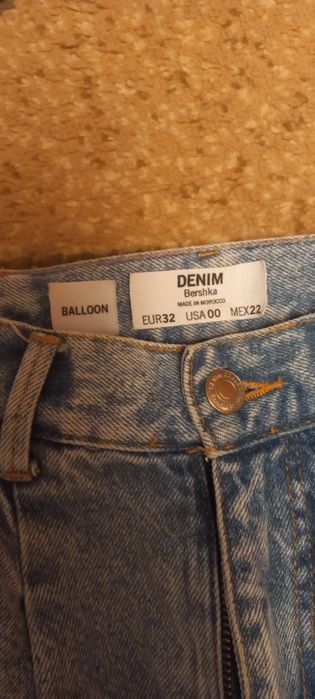 BALLOON
DENIM
Bershka
MADE IN MOROCCO
EUR32 USA00 MEX22